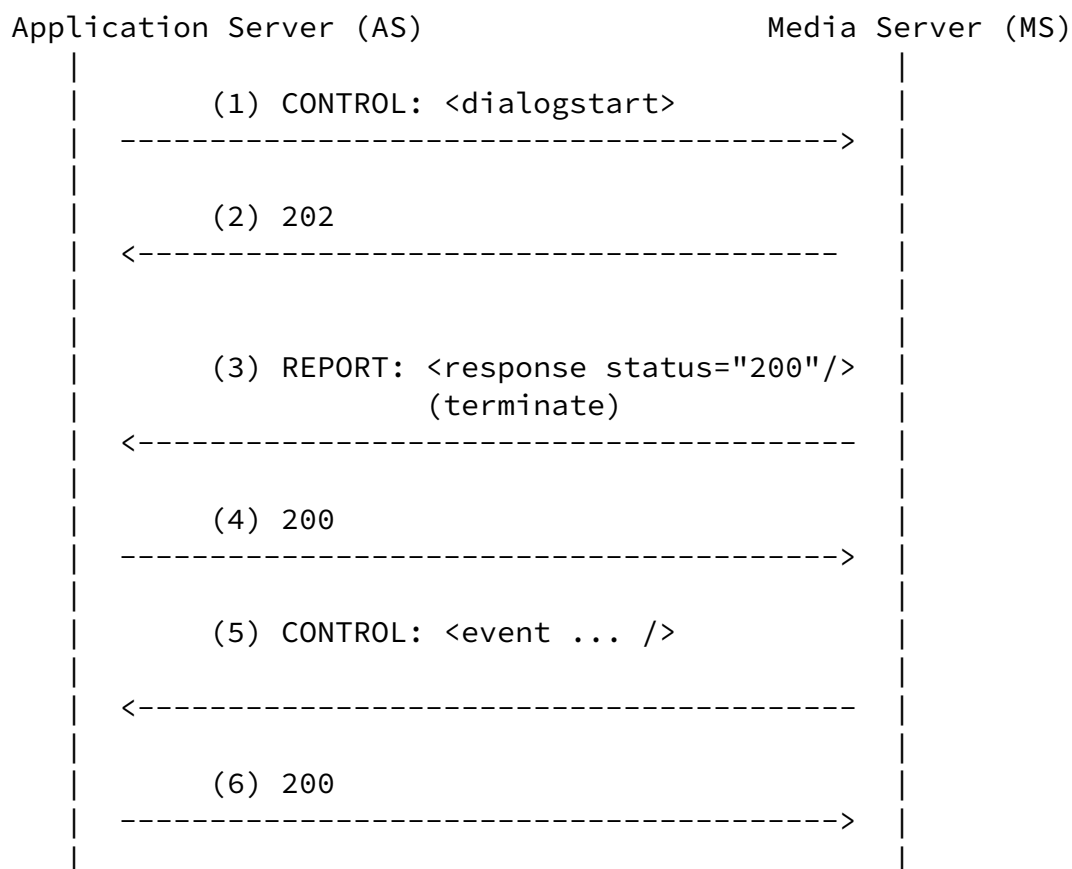 Application Server (AS) Media Server (MS)
(1) CONTROL: <dialogstart>
(2) 202
(3) REPORT: <response status="200"/>
(terminate)
(4) 200
(5) CONTROL: <event ... />
(6) 200